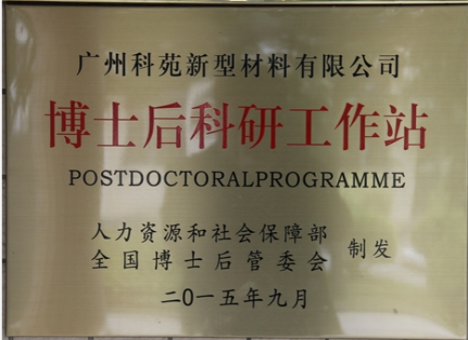 广州科苑新型材料有限公司
博士后科研工作站
POSTDOCTORALPROGRAMME
人力资源和社会保障部
全国博士后管委会
制发
二0一五年九月